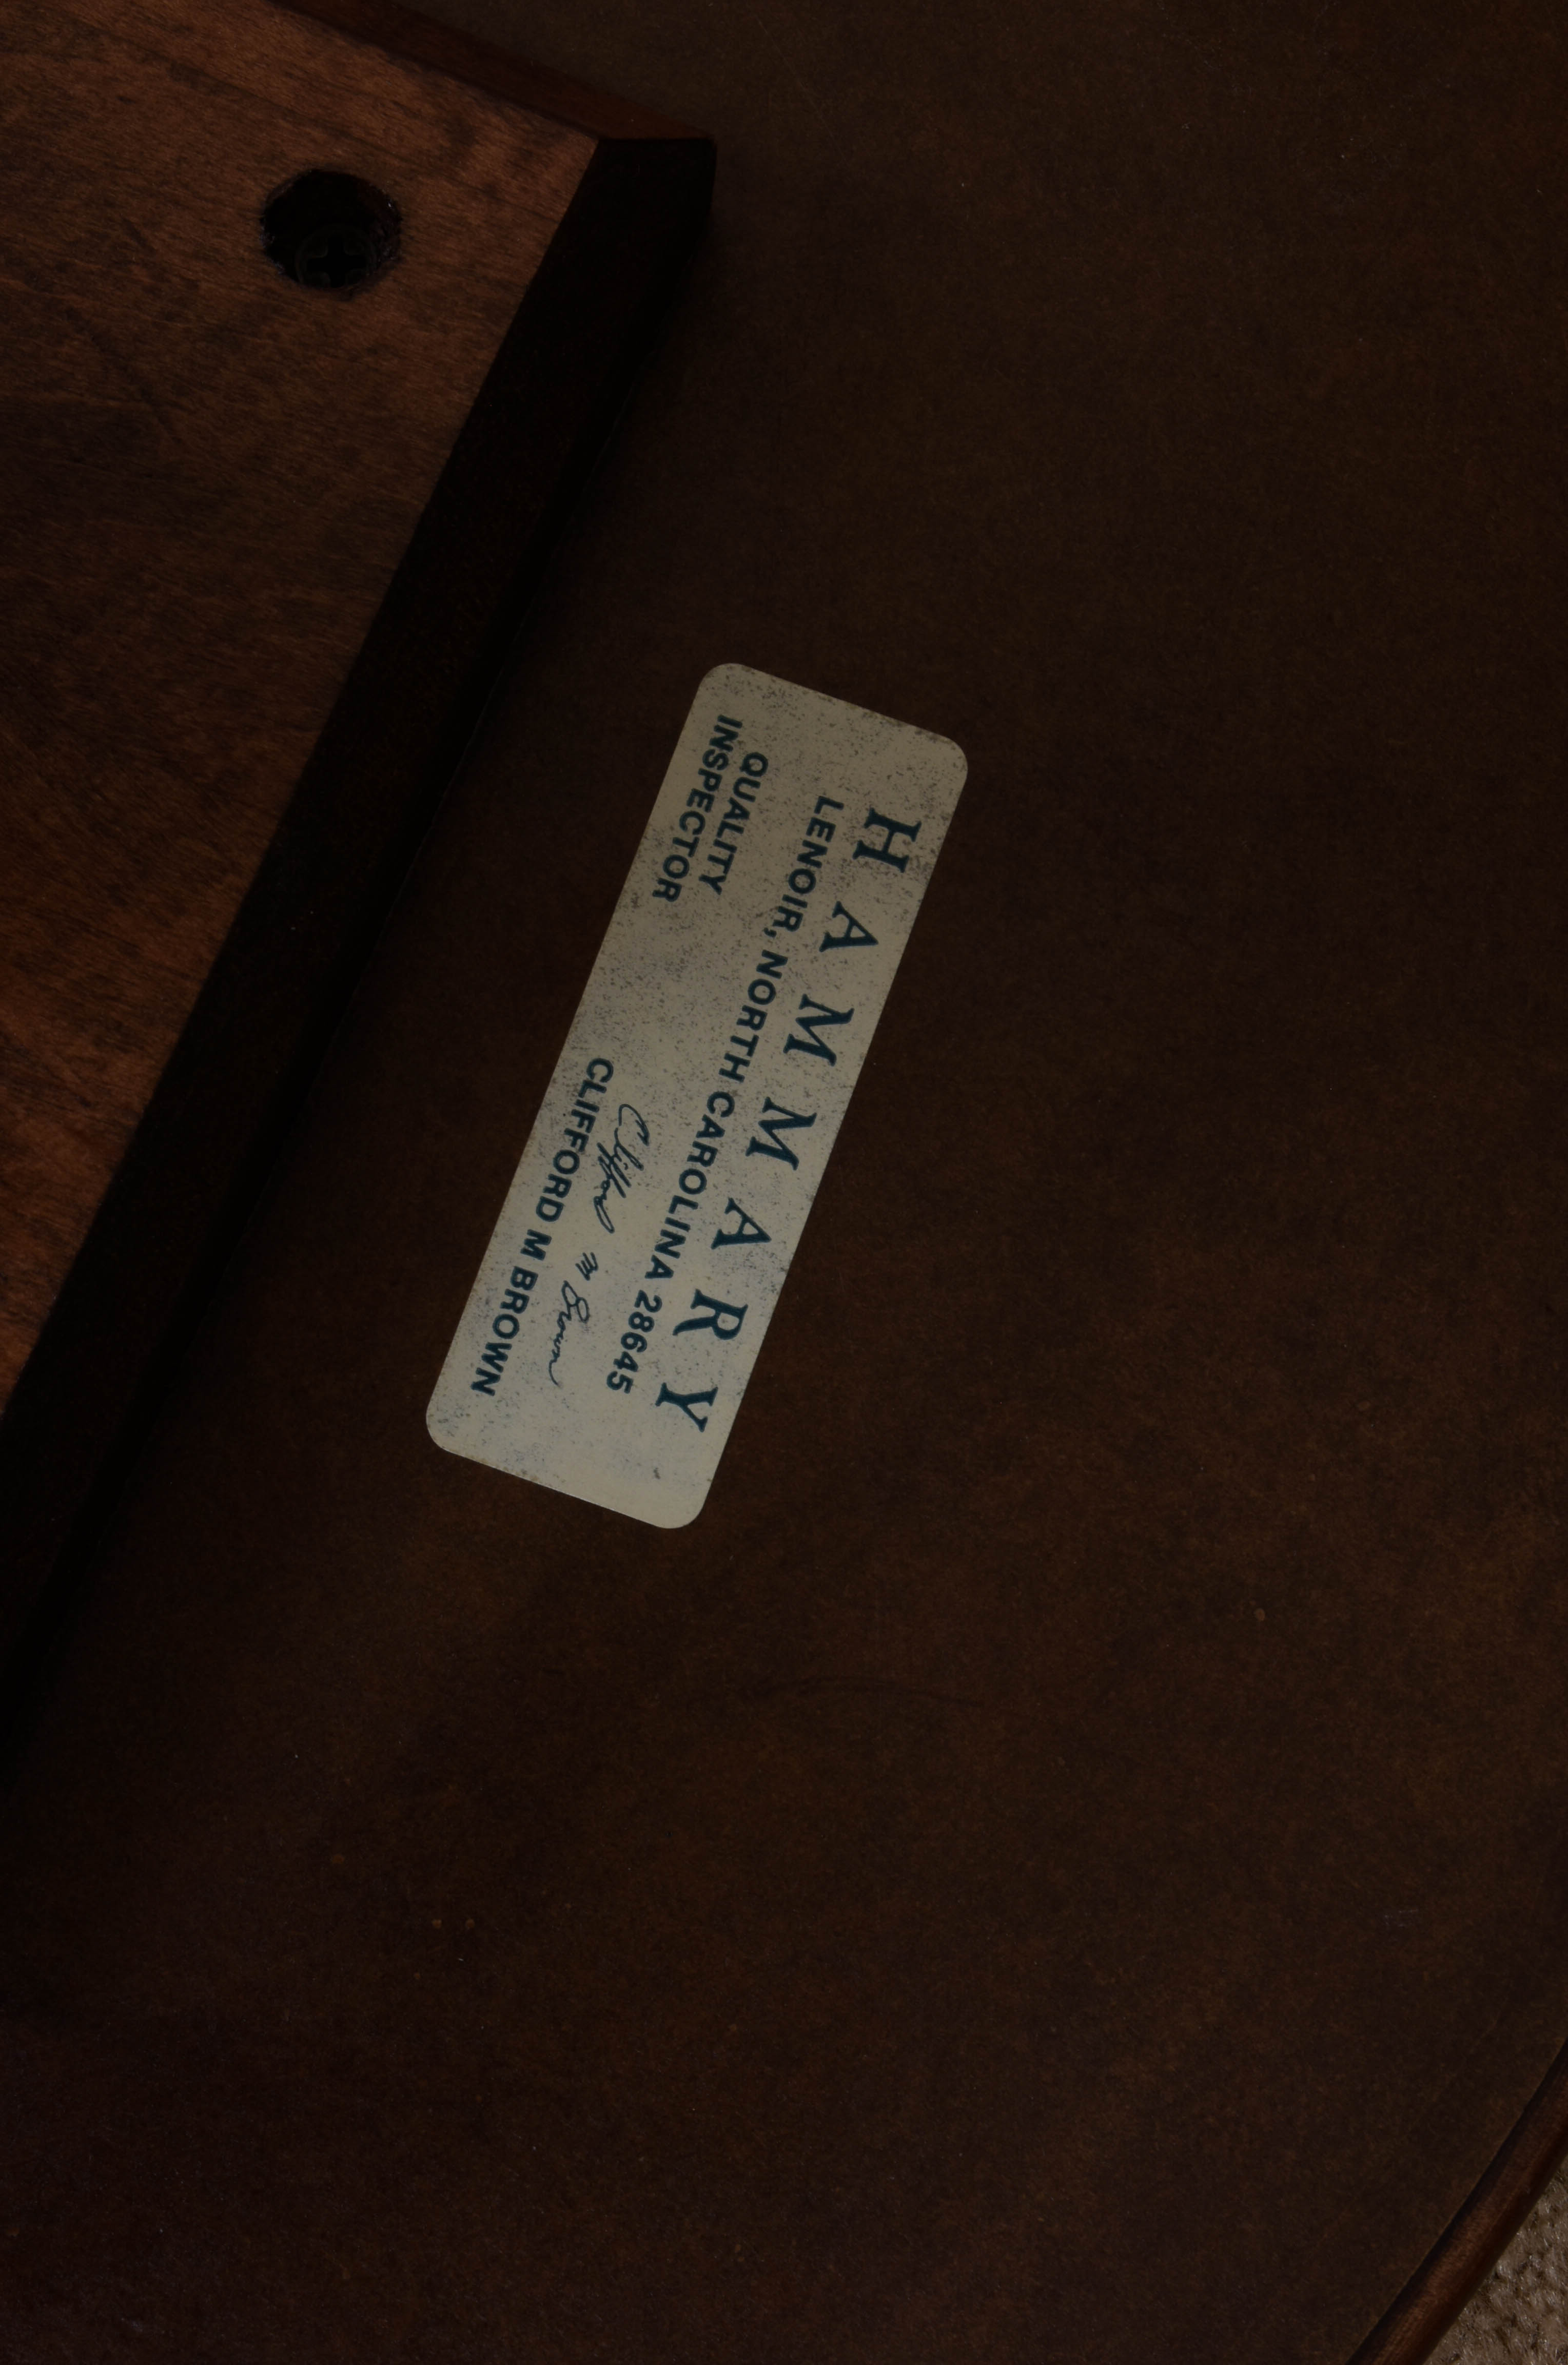 HAMMARY
LENOIR, NORTH CAROLINA 28645
QUALITY
INSPECTOR
Clifford M Brown
CLIFFORD M BROWN